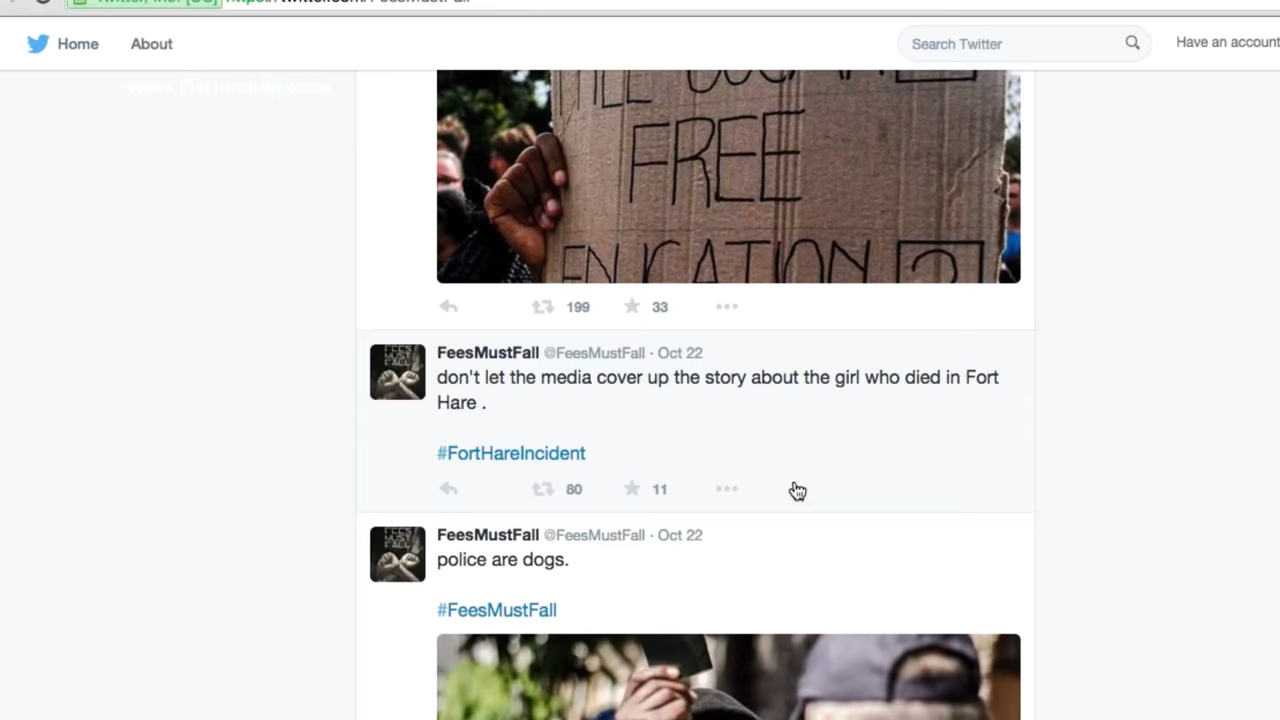 Home
About
Search Twitter
Have an account
FREE
EDUCATION ?
199
33
FeesMustFall @FeesMustFall · Oct 22
don't let the media cover up the story about the girl who died in Fort
Hare .
#FortHareIncident
80
11
FeesMustFall @FeesMustFall · Oct 22
police are dogs.
#FeesMustFall